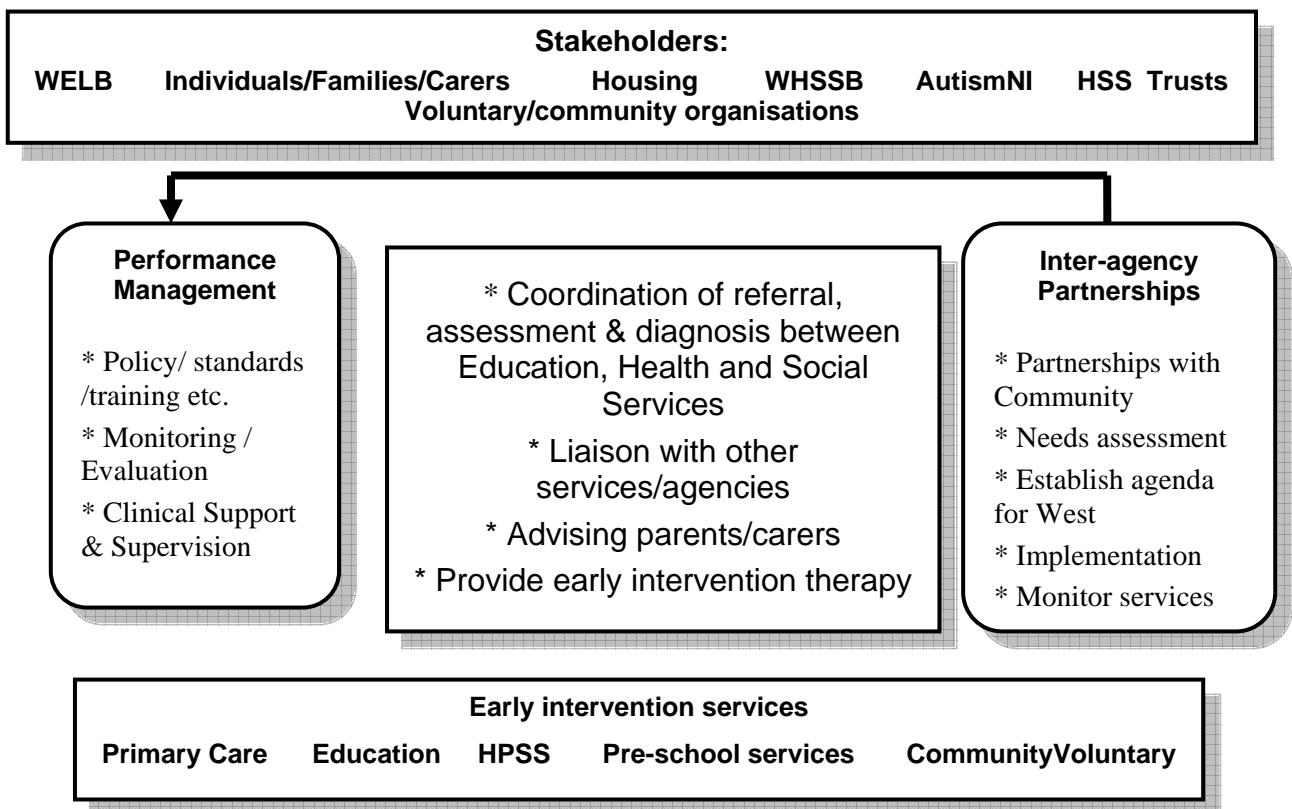 Stakeholders:
WELB Individuals/Families/Carers Housing WHSSB AutismNI HSS Trusts
Voluntary/community organisations
Performance
Management
* Policy/ standards
/training etc.
* Monitoring /
Evaluation
* Clinical Support
& Supervision
* Coordination of referral,
assessment & diagnosis between
Education, Health and Social
Services
* Liaison with other
services/agencies
* Advising parents/carers
* Provide early intervention therapy
Inter-agency
Partnerships
* Partnerships with
Community
* Needs assessment
* Establish agenda
for West
* Implementation
* Monitor services
Early intervention services
Primary Care Education HPSS Pre-school services CommunityVoluntary